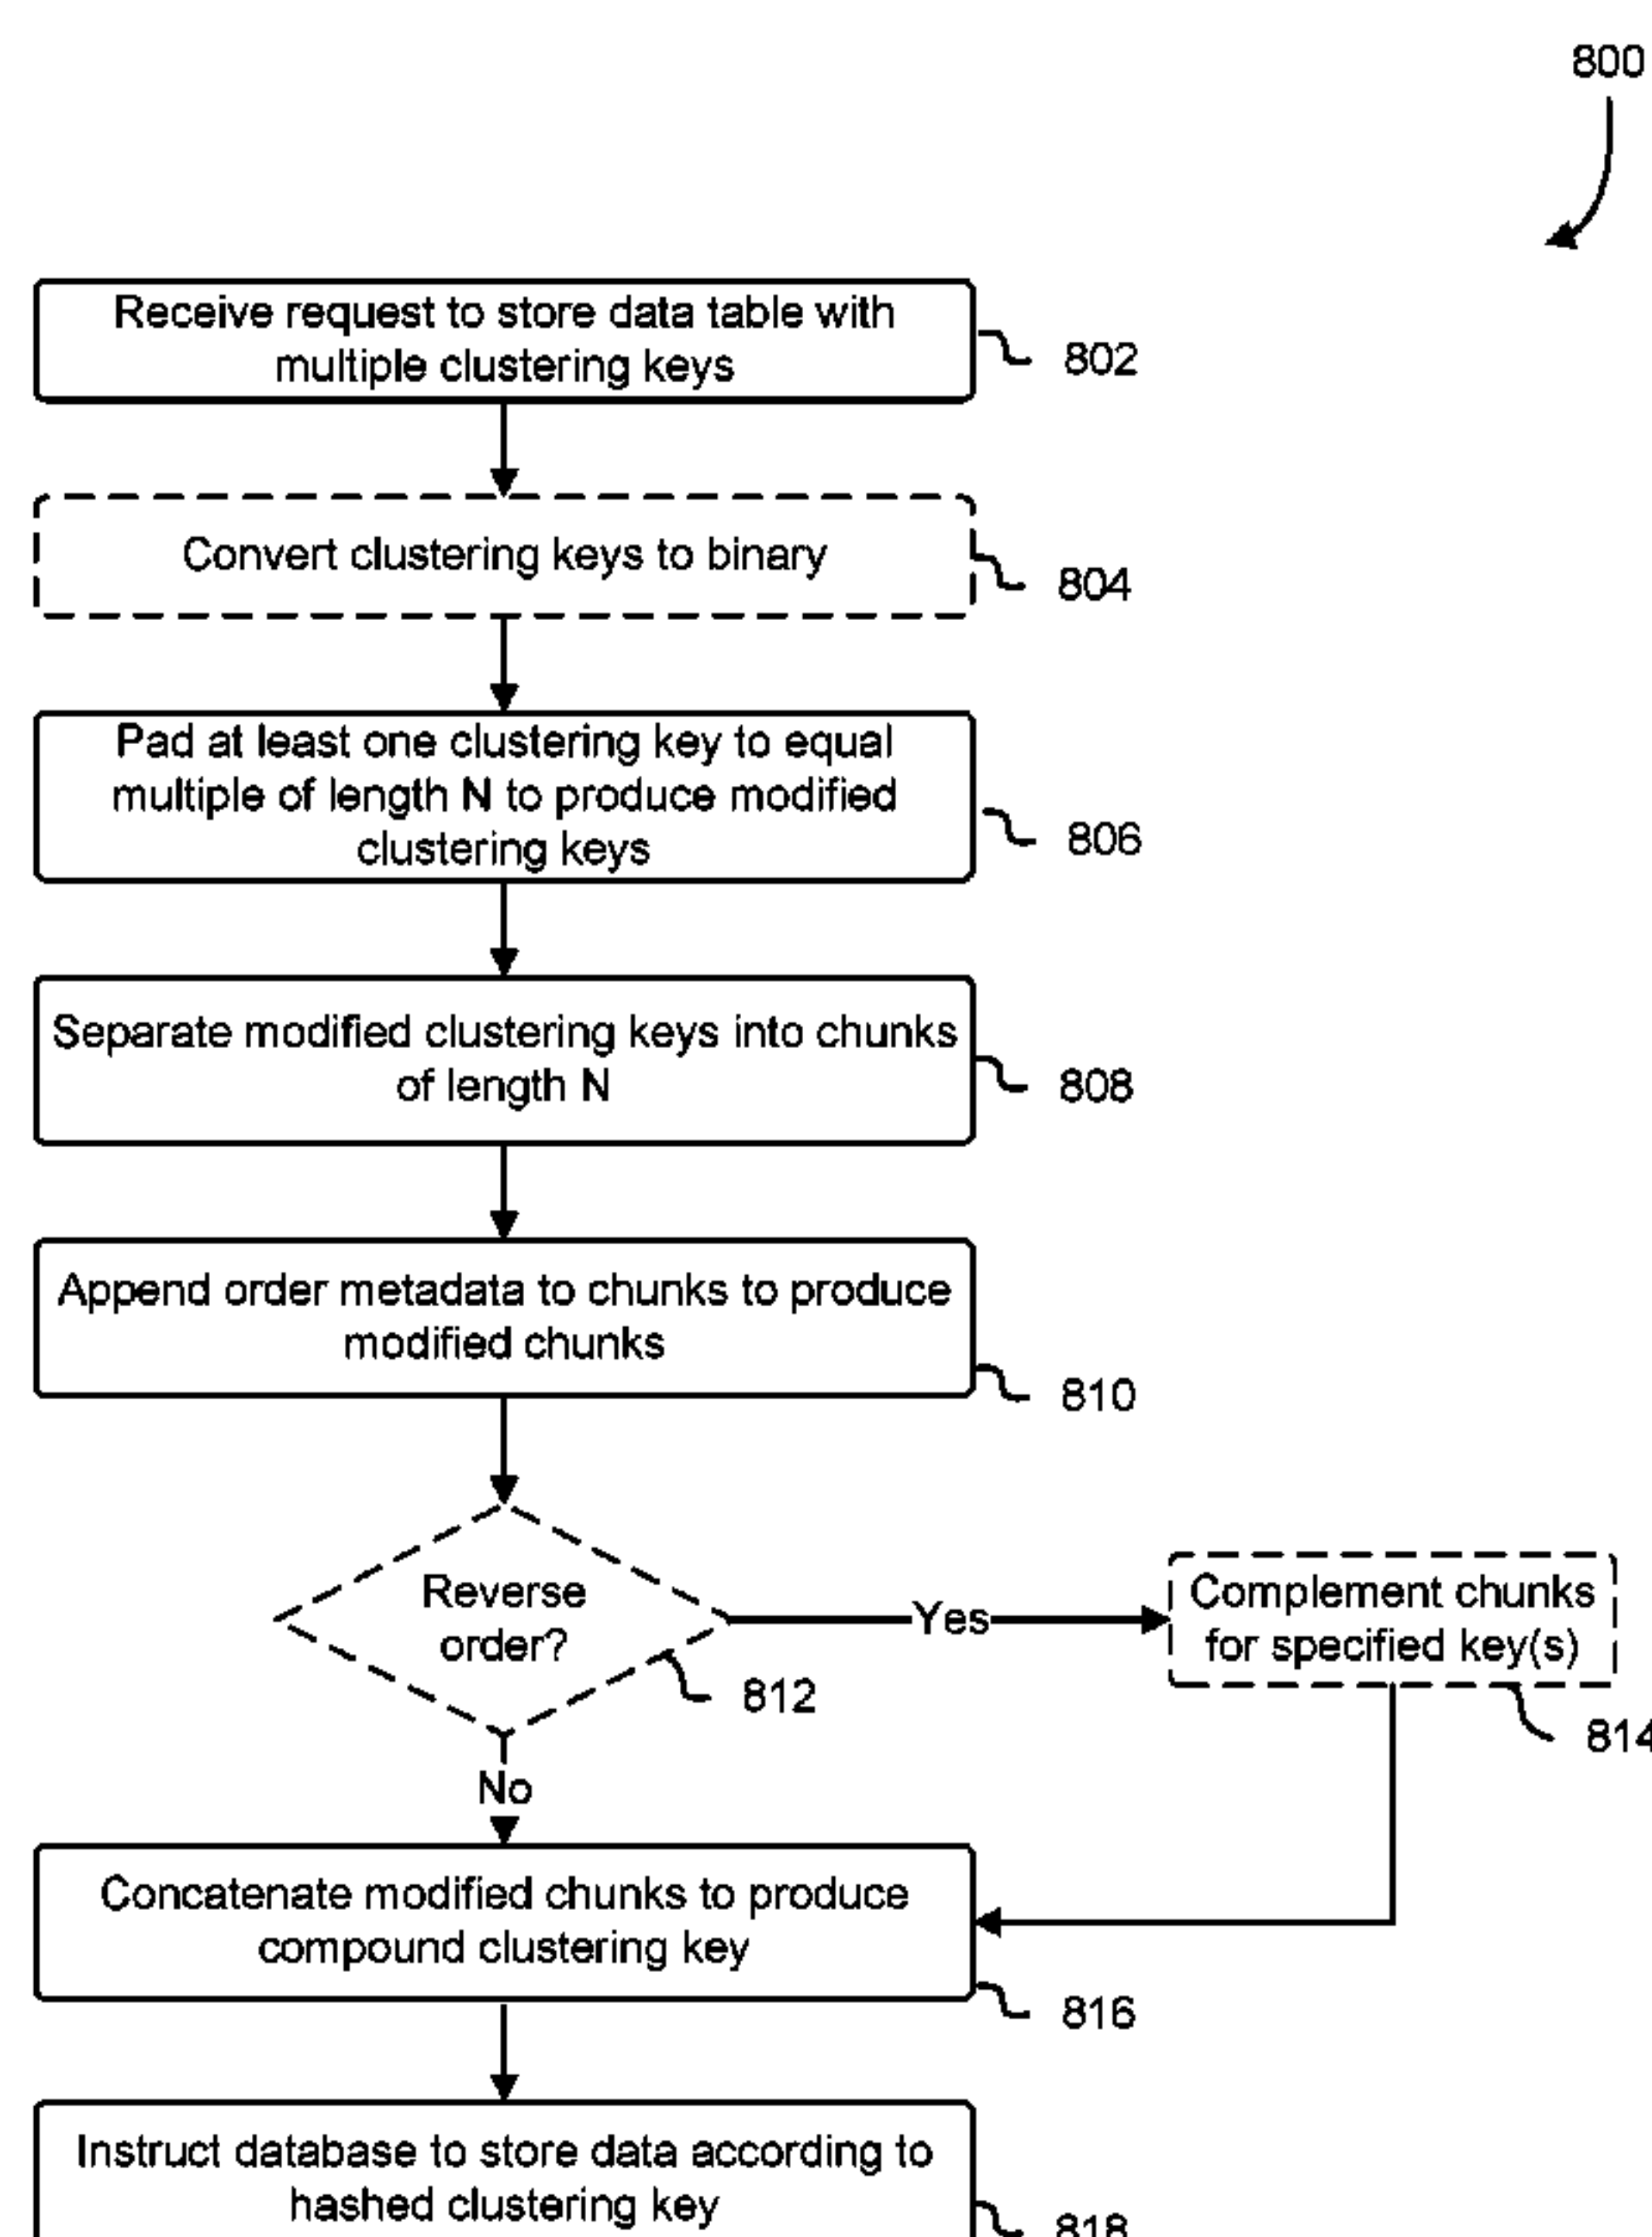 800
Receive request to store data table with
multiple clustering keys
802
Convert clustering keys to binary
804
Pad at least one clustering key to equal
multiple of length N to produce modified
clustering keys
806
Separate modified clustering keys into chunks
of length N
808
Append order metadata to chunks to produce
modified chunks
810
Reverse
order?
812
Yes
Complement chunks
for specified key(s)
814
No
Concatenate modified chunks to produce
compound clustering key
816
Instruct database to store data according to
hashed clustering key
818